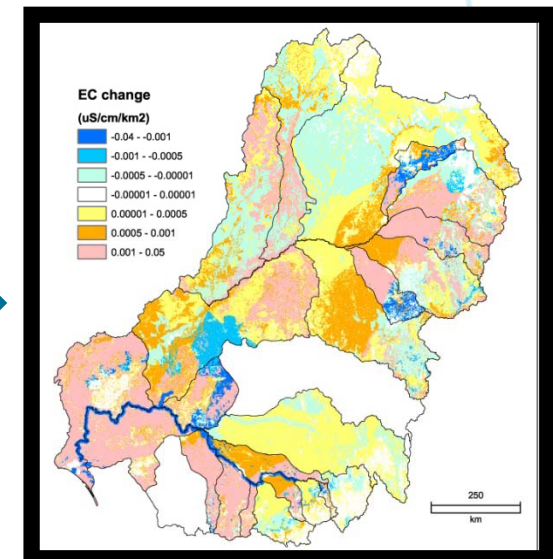 EC change
(uS/cm/km2)
-0.04 - -0.001
-0.001 - -0.0005
-0.0005 - -0.00001
-0.00001 - 0.00001
0.00001 - 0.0005
0.0005 - 0.001
0.001 - 0.05
250
km